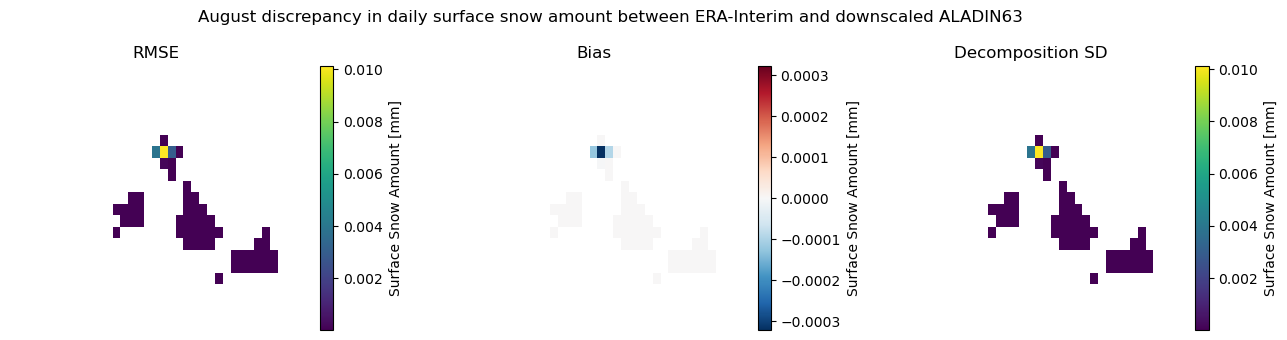 August discrepancy in daily surface snow amount between ERA-Interim and downscaled ALADIN63
RMSE
0.010
0.008
0.006
0.004
0.002
Surface Snow Amount [mm]
Bias
0.0003
0.0002
0.0001
0.0000
−0.0001
−0.0002
−0.0003
Surface Snow Amount [mm]
Decomposition SD
0.010
0.008
0.006
0.004
0.002
Surface Snow Amount [mm]